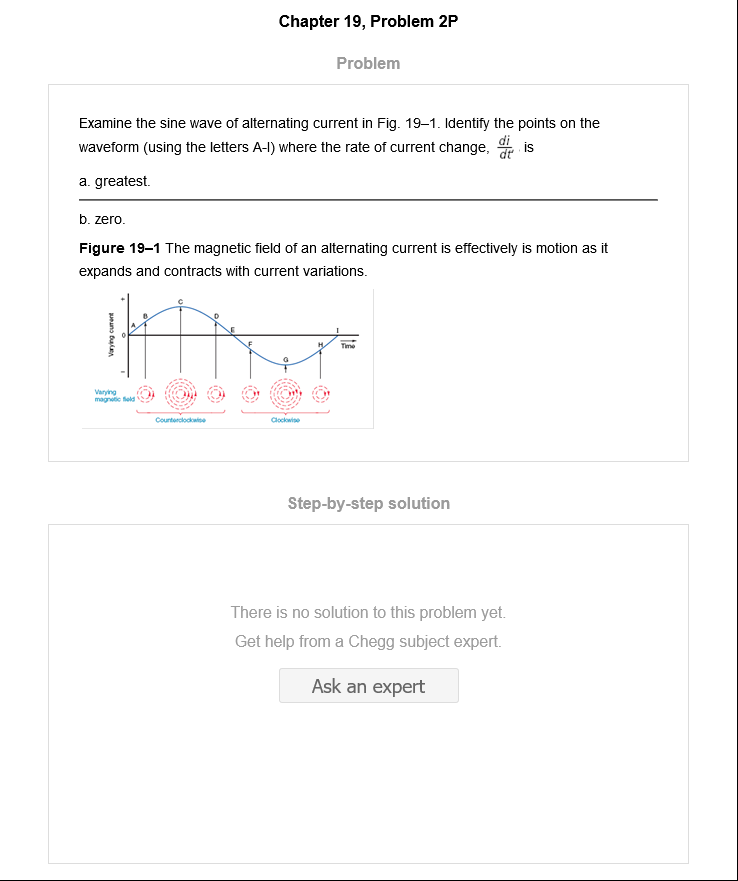 Chapter 19, Problem 2P
Problem
Examine the sine wave of alternating current in Fig. 19–1. Identify the points on the
waveform (using the letters A-I) where the rate of current change, di/dt, is
a. greatest.
b. zero.
Figure 19–1 The magnetic field of an alternating current is effectively is motion as it
expands and contracts with current variations.
+
C
B
D
A
E
I
Varying current
0
F
H
Time
G
–
Varying
magnetic field
Counterclockwise
Clockwise
Step-by-step solution
There is no solution to this problem yet.
Get help from a Chegg subject expert.
Ask an expert